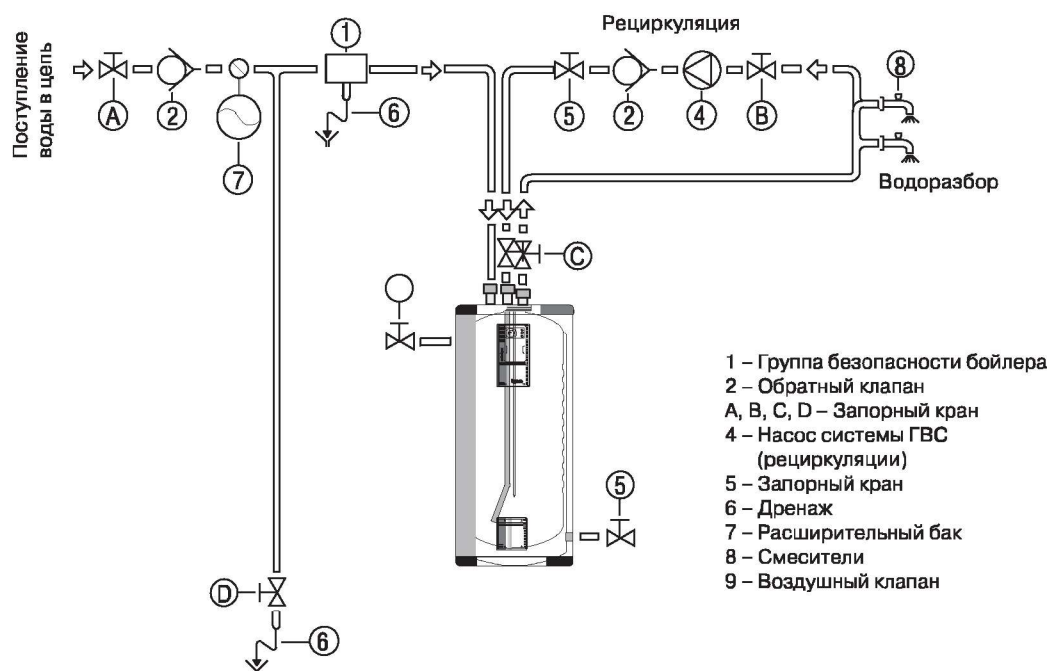 Поступление
воды в цепь
Рециркуляция
1
8
A
2
6
5
2
4
B
7
Водоразбор
C
5
D
6
1 – Группа безопасности бойлера
2 – Обратный клапан
A, B, C, D – Запорный кран
4 – Насос системы ГВС
(рециркуляции)
5 – Запорный кран
6 – Дренаж
7 – Расширительный бак
8 – Смесители
9 – Воздушный клапан